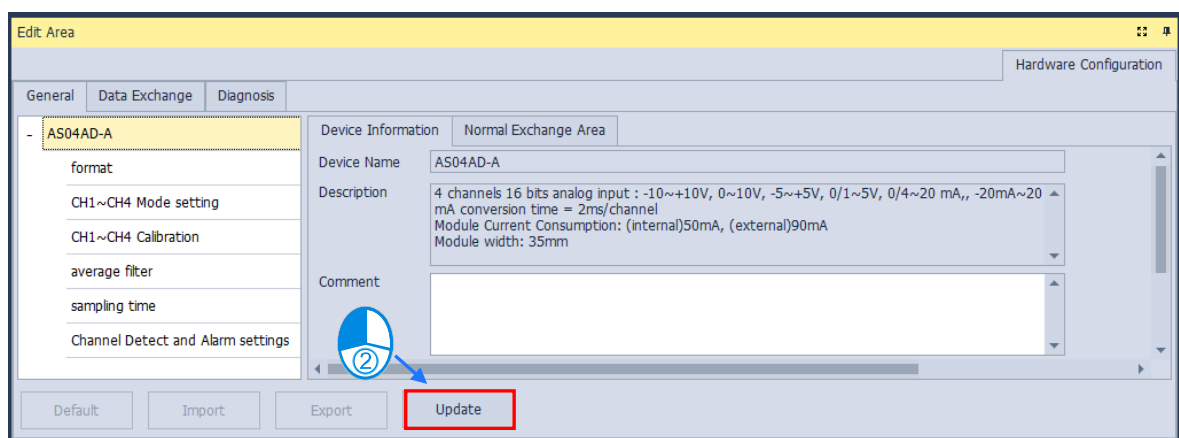 Edit Area
Hardware Configuration
General Data Exchange Diagnosis
- AS04AD-A
format
CH1~CH4 Mode setting
CH1~CH4 Calibration
average filter
sampling time
Channel Detect and Alarm settings
Device Information Normal Exchange Area
Device Name AS04AD-A
Description 4 channels 16 bits analog input : -10~+10V, 0~10V, -5~+5V, 0/1~5V, 0/4~20 mA,, -20mA~20
mA conversion time = 2ms/channel
Module Current Consumption: (internal)50mA, (external)90mA
Module width: 35mm
Comment
②
Default Import Export Update